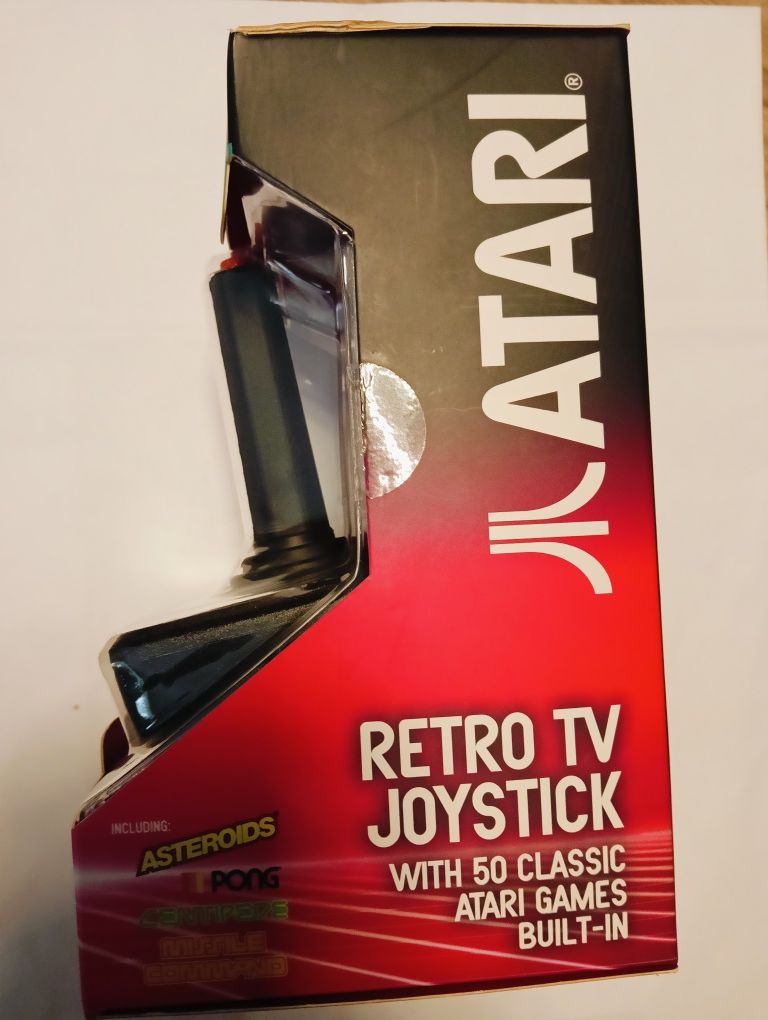 ATARI®
RETRO TV
JOYSTICK
WITH 50 CLASSIC
ATARI GAMES
BUILT-IN
INCLUDING:
ASTEROIDS
PONG
CENTIPEDE
MISSILE
COMMAND